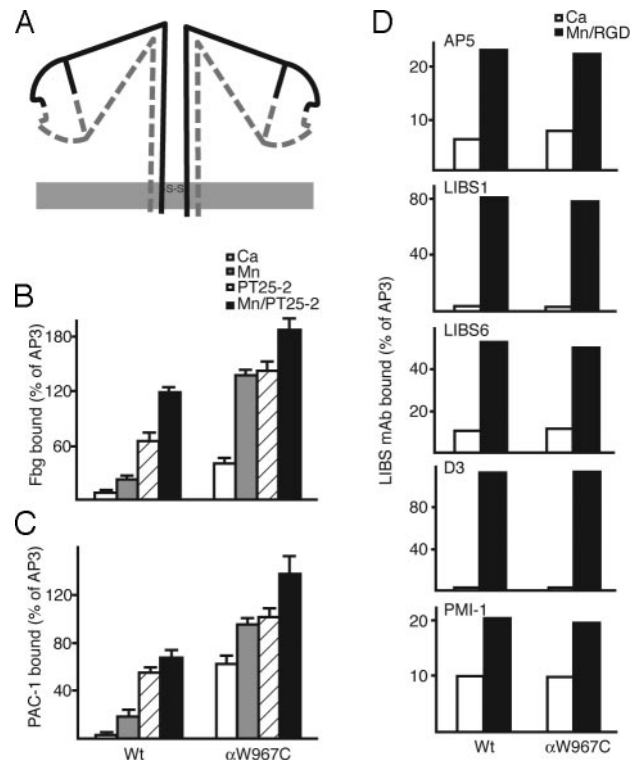 A
S-S
B
Ca
Mn
PT25-2
Mn/PT25-2
Fbg bound (% of AP3)
180
120
60
C
PAC-1 bound (% of AP3)
120
80
40
Wt
αW967C
D
Ca
Mn/RGD
LIBS mAb bound (% of AP3)
AP5
20
10
LIBS1
80
40
LIBS6
40
20
D3
80
40
PMI-1
20
10
Wt
αW967C